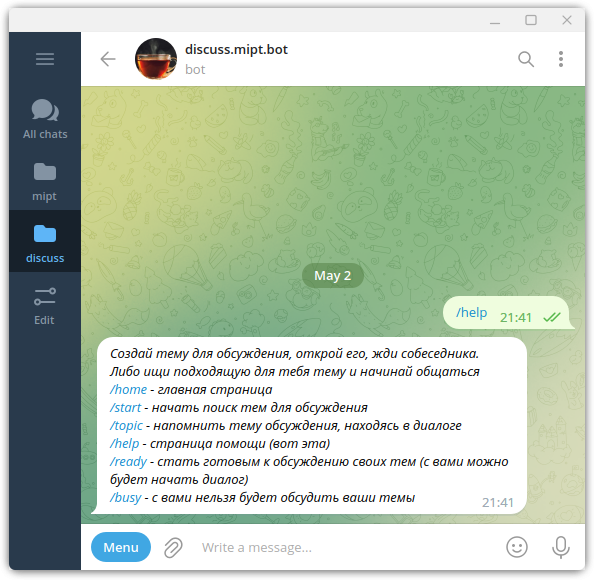 discuss.mipt.bot
bot
All chats
mipt
discuss
Edit
May 2
/help 21:41
Создай тему для обсуждения, открой его, жди собеседника.
Либо ищи подходящую для тебя тему и начинай общаться
/home - главная страница
/start - начать поиск тем для обсуждения
/topic - напомнить тему обсуждения, находясь в диалоге
/help - страница помощи (вот эта)
/ready - стать готовым к обсуждению своих тем (с вами можно
будет начать диалог)
/busy - с вами нельзя будет обсудить ваши темы
21:41
Menu
Write a message...